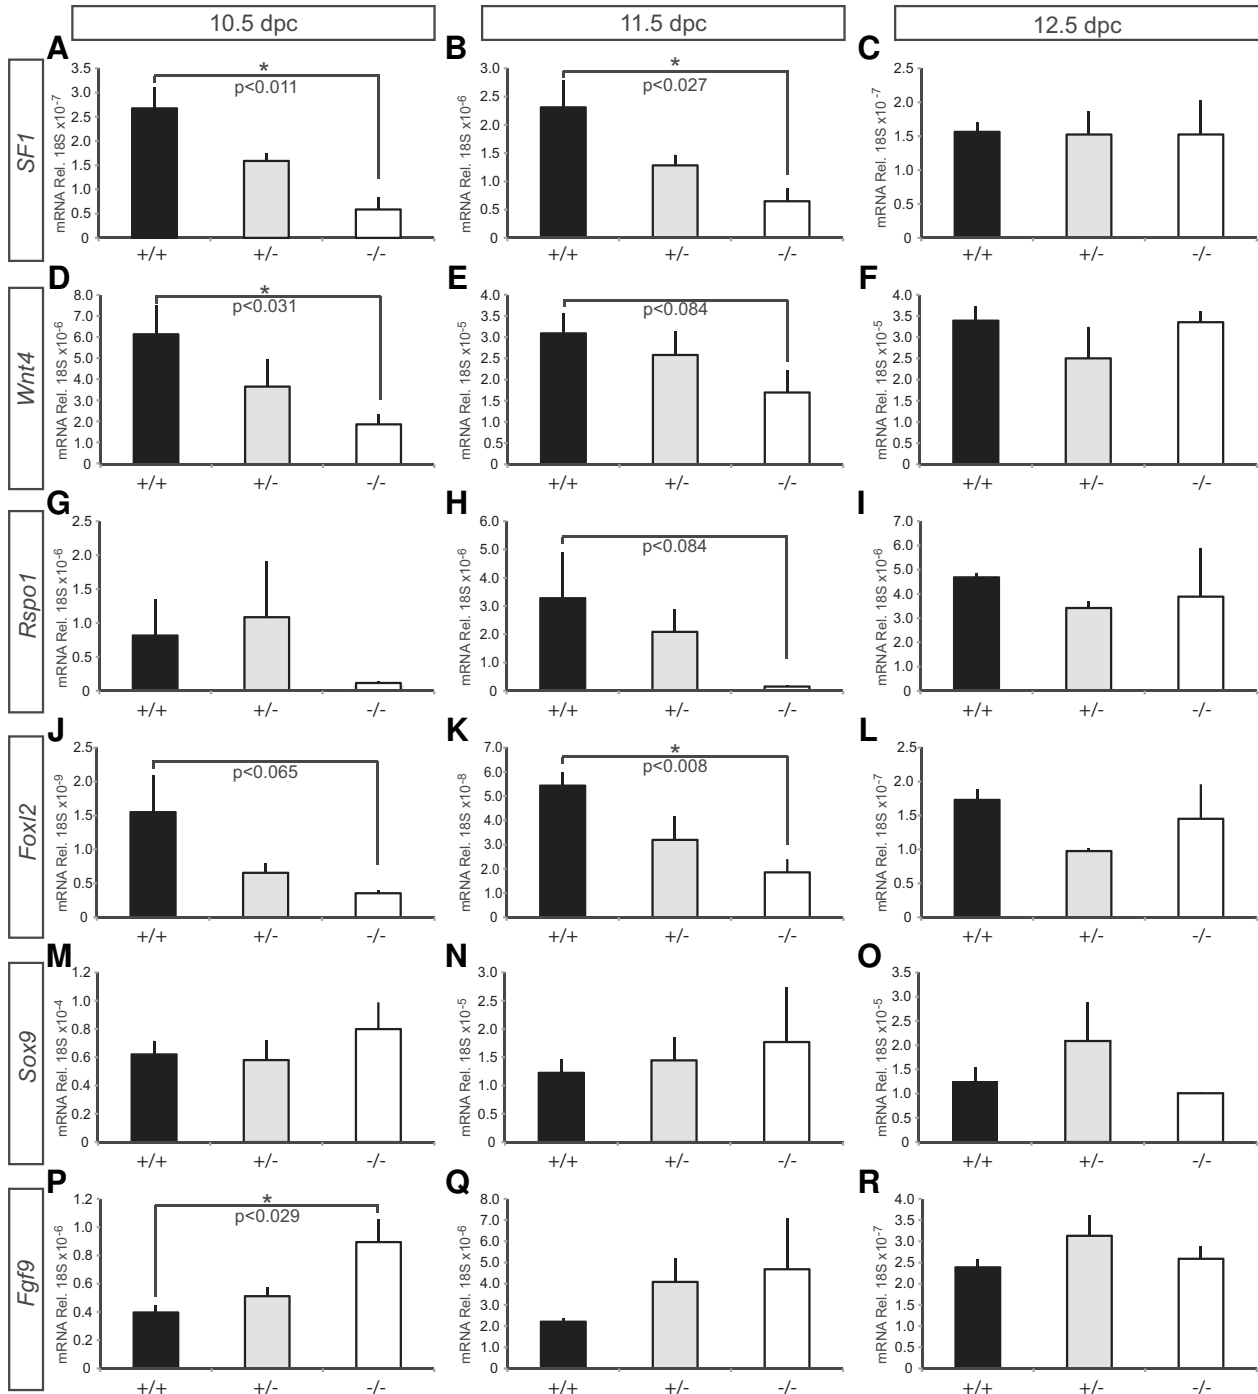 10.5 dpc 11.5 dpc 12.5 dpc
SF1
A
mRNA Rel. 18S x10-7
3.5
3.0
2.5
2.0
1.5
1.0
0.5
0
*
p<0.011
+/+ +/- -/-
B
mRNA Rel. 18S x10-6
3.0
2.5
2.0
1.5
1.0
0.5
0
*
p<0.027
+/+ +/- -/-
C
mRNA Rel. 18S x10-7
2.5
2.0
1.5
1.0
0.5
0
+/+ +/- -/-
Wnt4
D
mRNA Rel. 18S x10-6
8.0
7.0
6.0
5.0
4.0
3.0
2.0
1.0
0
*
p<0.031
+/+ +/- -/-
E
mRNA Rel. 18S x10-5
4.0
3.5
3.0
2.5
2.0
1.5
1.0
0.5
0
p<0.084
+/+ +/- -/-
F
mRNA Rel. 18S x10-5
4.0
3.5
3.0
2.5
2.0
1.5
1.0
0.5
0
+/+ +/- -/-
Rspo1
G
mRNA Rel. 18S x10-6
2.5
2.0
1.5
1.0
0.5
0
+/+ +/- -/-
H
mRNA Rel. 18S x10-6
6.0
5.0
4.0
3.0
2.0
1.0
0
p<0.084
+/+ +/- -/-
I
mRNA Rel. 18S x10-6
7.0
6.0
5.0
4.0
3.0
2.0
1.0
0
+/+ +/- -/-
Foxl2
J
mRNA Rel. 18S x10-9
2.5
2.0
1.5
1.0
0.5
0
p<0.065
+/+ +/- -/-
K
mRNA Rel. 18S x10-8
7.0
6.0
5.0
4.0
3.0
2.0
1.0
0
*
p<0.008
+/+ +/- -/-
L
mRNA Rel. 18S x10-7
2.5
2.0
1.5
1.0
0.5
0
+/+ +/- -/-
Sox9
M
mRNA Rel. 18S x10-4
1.2
1.0
0.8
0.6
0.4
0.2
0
+/+ +/- -/-
N
mRNA Rel. 18S x10-5
3.0
2.5
2.0
1.5
1.0
0.5
0
+/+ +/- -/-
O
mRNA Rel. 18S x10-5
3.5
3.0
2.5
2.0
1.5
1.0
0.5
0
+/+ +/- -/-
Fgf9
P
mRNA Rel. 18S x10-6
1.2
1.0
0.8
0.6
0.4
0.2
0
*
p<0.029
+/+ +/- -/-
Q
mRNA Rel. 18S x10-6
8.0
7.0
6.0
5.0
4.0
3.0
2.0
1.0
0
+/+ +/- -/-
R
mRNA Rel. 18S x10-7
4.0
3.5
3.0
2.5
2.0
1.5
1.0
0.5
0
+/+ +/- -/-